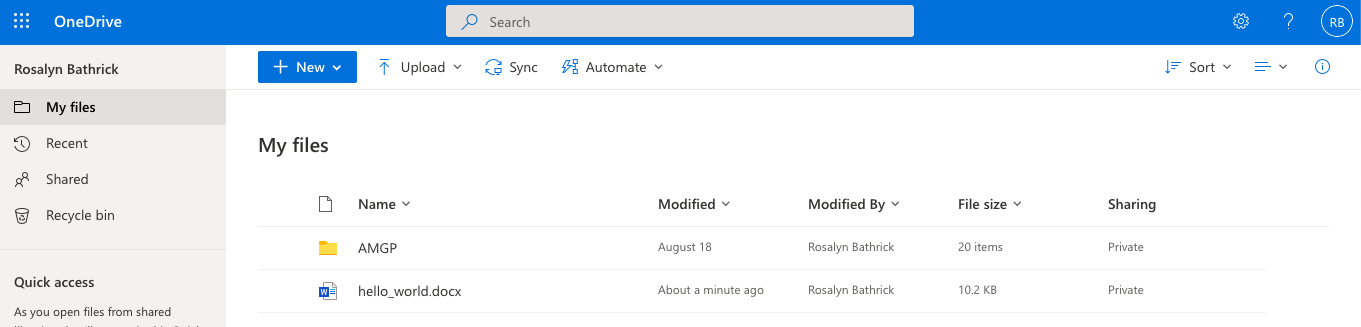 OneDrive
Search
?
RB
Rosalyn Bathrick
My files
Recent
Shared
Recycle bin
Quick access
As you open files from shared
New
Upload
Sync
Automate
Sort
My files
Name Modified Modified By File size Sharing
AMGP August 18 Rosalyn Bathrick 20 items Private
hello_world.docx About a minute ago Rosalyn Bathrick 10.2 KB Private